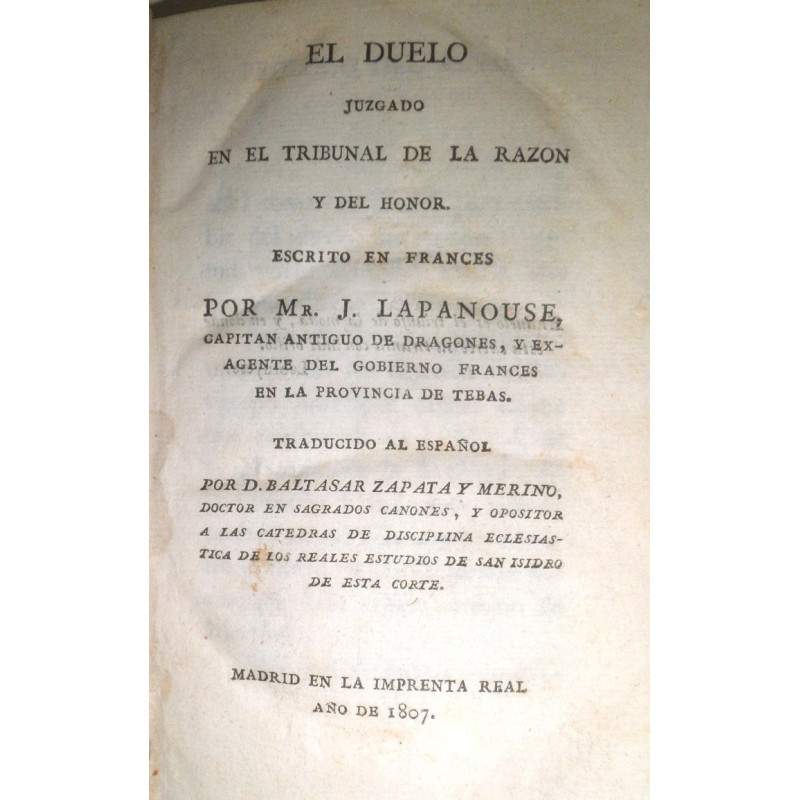 EL DUELO
JUZGADO
EN EL TRIBUNAL DE LA RAZON
Y DEL HONOR.
ESCRITO EN FRANCES
POR MR. J. LAPANOUSE,
CAPITAN ANTIGUO DE DRAGONES, Y EX-
AGENTE DEL GOBIERNO FRANCES
EN LA PROVINCIA DE TEBAS.
TRADUCIDO AL ESPAÑOL
POR D. BALTASAR ZAPATA Y MERINO,
DOCTOR EN SAGRADOS CANONES, Y OPOSITOR
A LAS CATEDRAS DE DISCIPLINA ECLESIAS-
TICA DE LOS REALES ESTUDIOS DE SAN ISIDRO
DE ESTA CORTE.
MADRID EN LA IMPRENTA REAL
AÑO DE 1807.